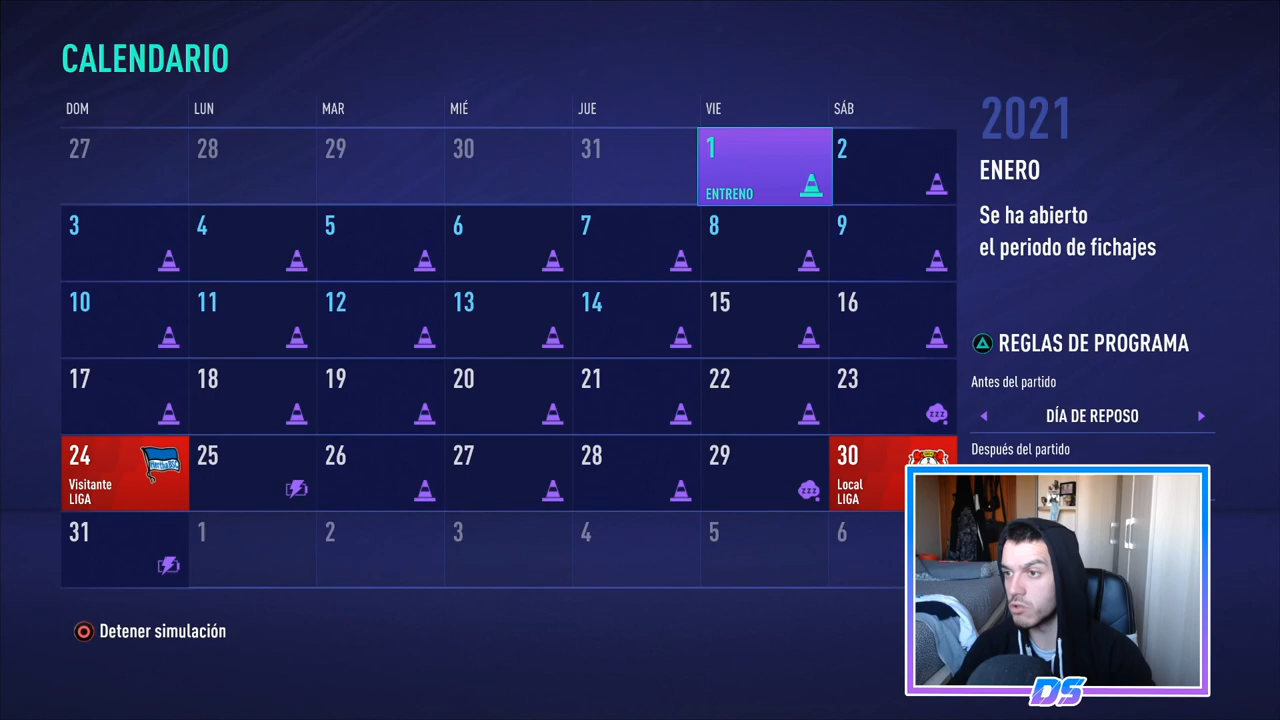 CALENDARIO
DOM LUN MAR MIÉ JUE VIE SÁB
27 28 29 30 31 1 2
ENTRENO
3 4 5 6 7 8 9
10 11 12 13 14 15 16
17 18 19 20 21 22 23
zzz
24 25 26 27 28 29 30
Hertha BSC
Visitante
LIGA
zzz
Local
LIGA
31 1 2 3 4 5 6
2021
ENERO
Se ha abierto
el periodo de fichajes
REGLAS DE PROGRAMA
Antes del partido
DÍA DE REPOSO
Después del partido
Detener simulación
DS